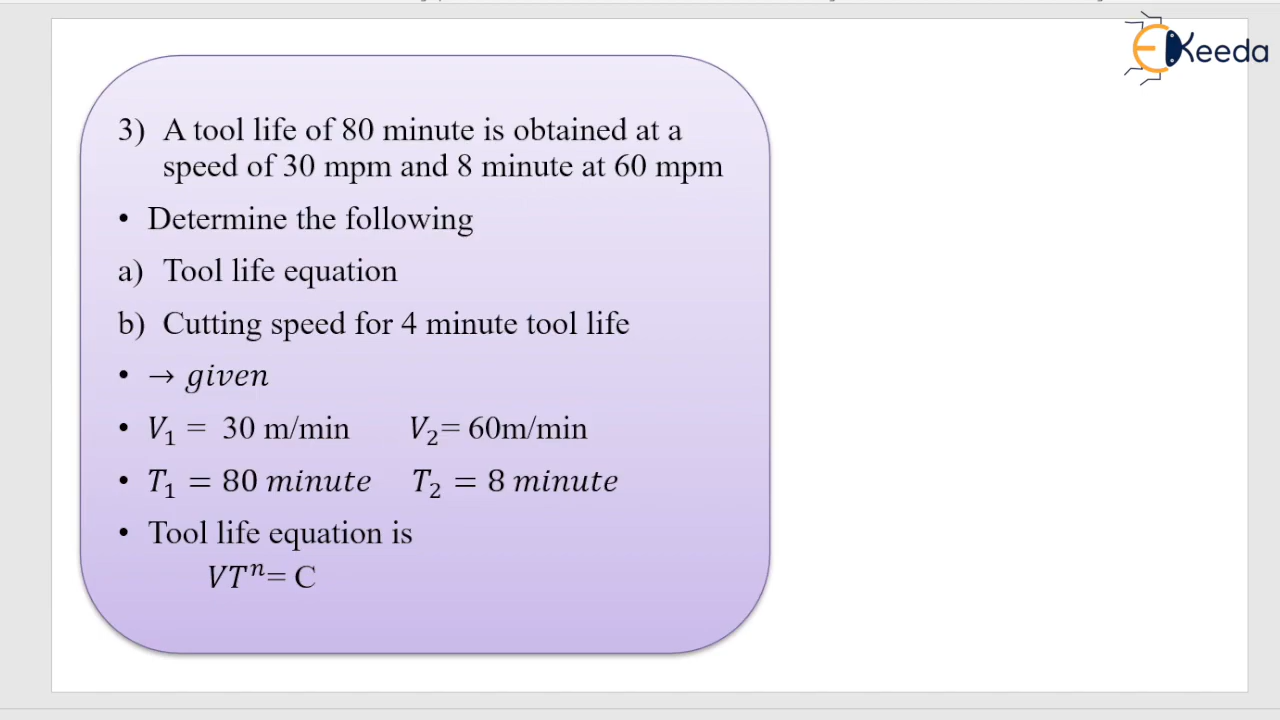 Keeda
3) A tool life of 80 minute is obtained at a
speed of 30 mpm and 8 minute at 60 mpm
• Determine the following
a) Tool life equation
b) Cutting speed for 4 minute tool life
• → given
• V₁ = 30 m/min V₂= 60m/min
• T₁ = 80 minute T₂ = 8 minute
• Tool life equation is
VTⁿ= C